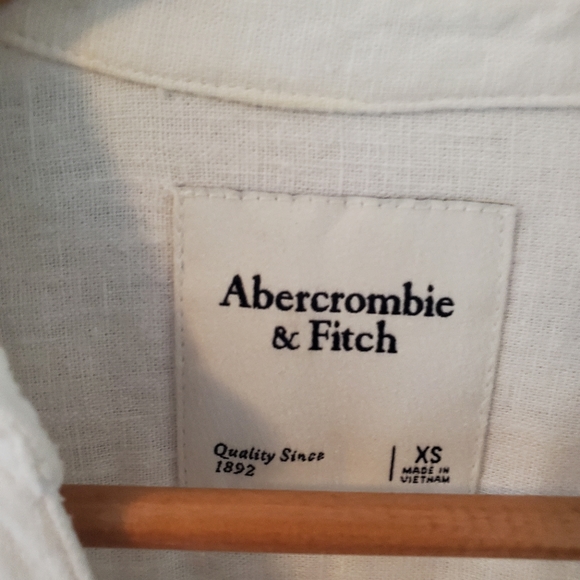 Abercrombie
& Fitch
Quality Since
1892
XS
MADE IN
VIETNAM